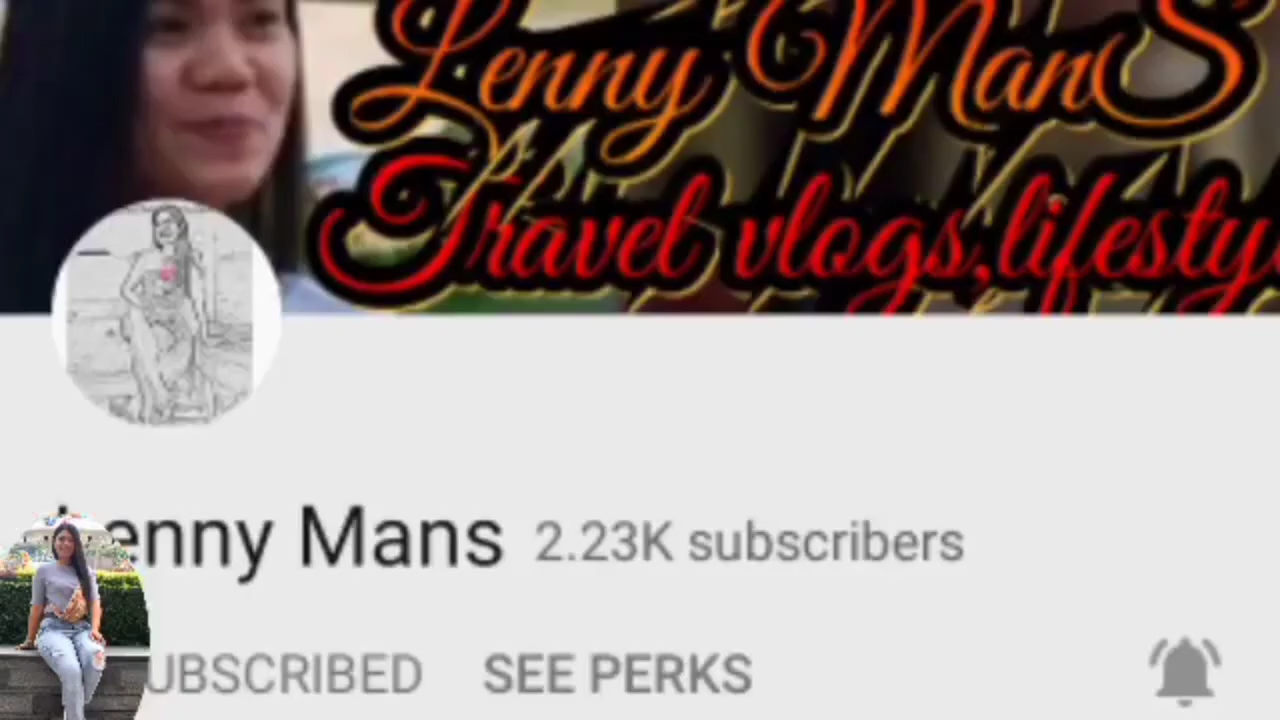 Lenny ManS
Travel vlogs,lifesty
enny Mans 2.23K subscribers
UBSCRIBED SEE PERKS